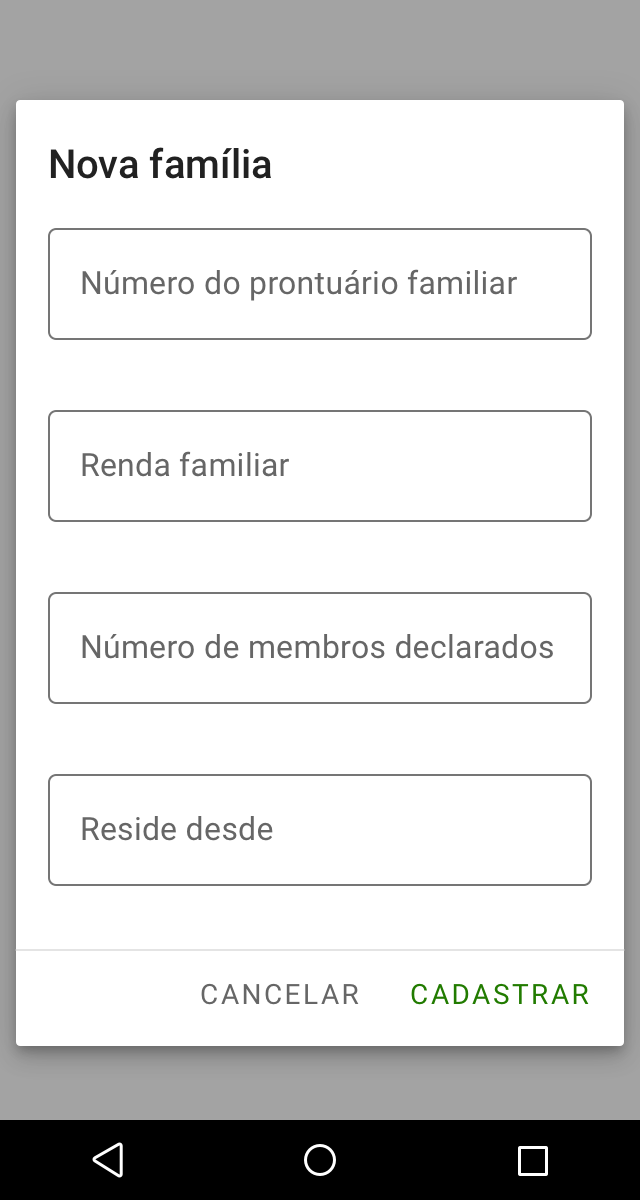 Nova família
Número do prontuário familiar
Renda familiar
Número de membros declarados
Reside desde
CANCELAR CADASTRAR